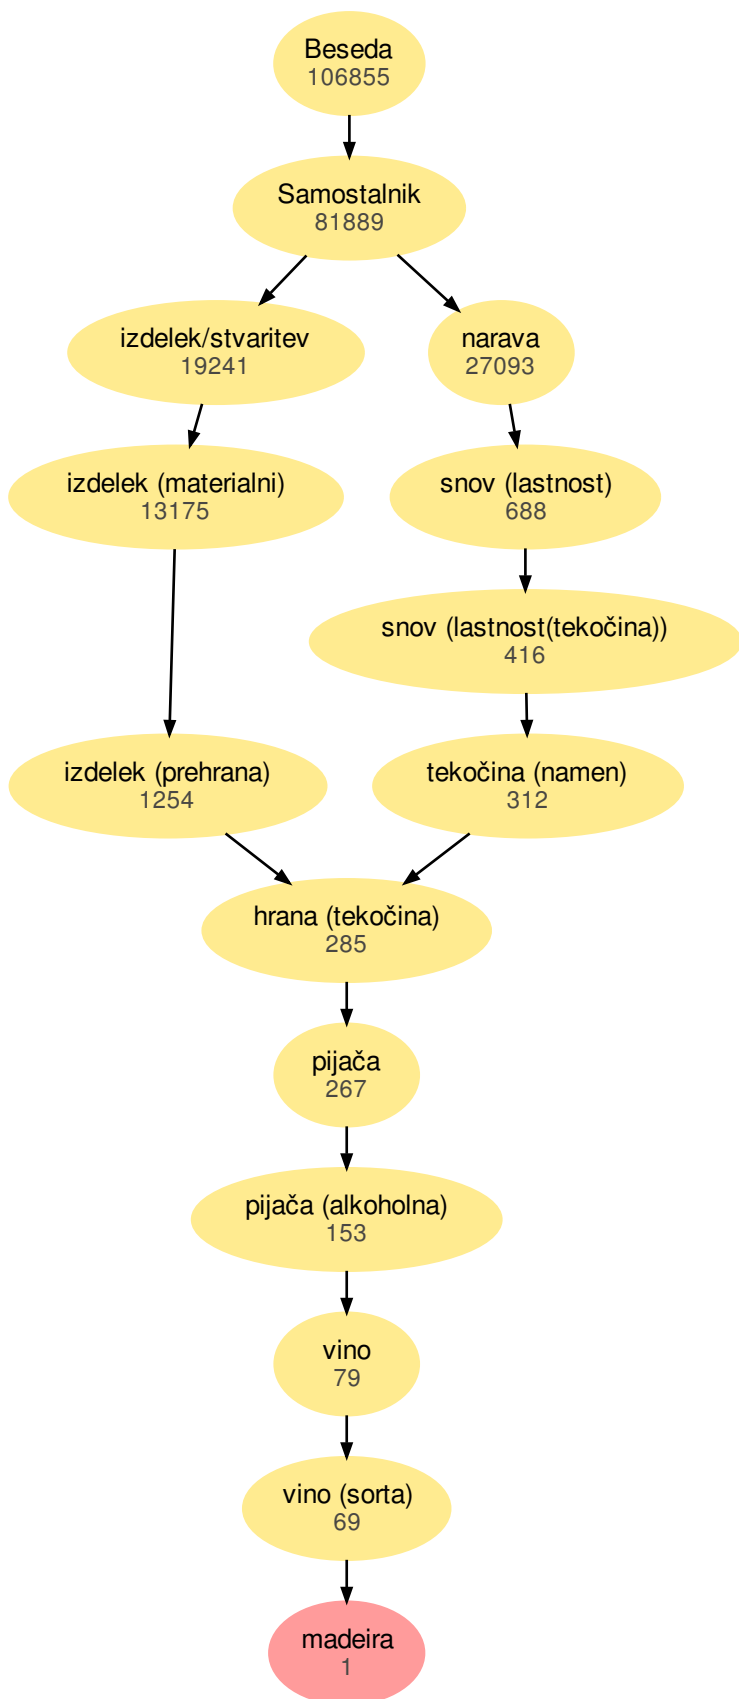 Beseda
106855
Samostalnik
81889
izdelek/stvaritev
19241
narava
27093
izdelek (materialni)
13175
snov (lastnost)
688
snov (lastnost(tekočina))
416
izdelek (prehrana)
1254
tekočina (namen)
312
hrana (tekočina)
285
pijača
267
pijača (alkoholna)
153
vino
79
vino (sorta)
69
madeira
1